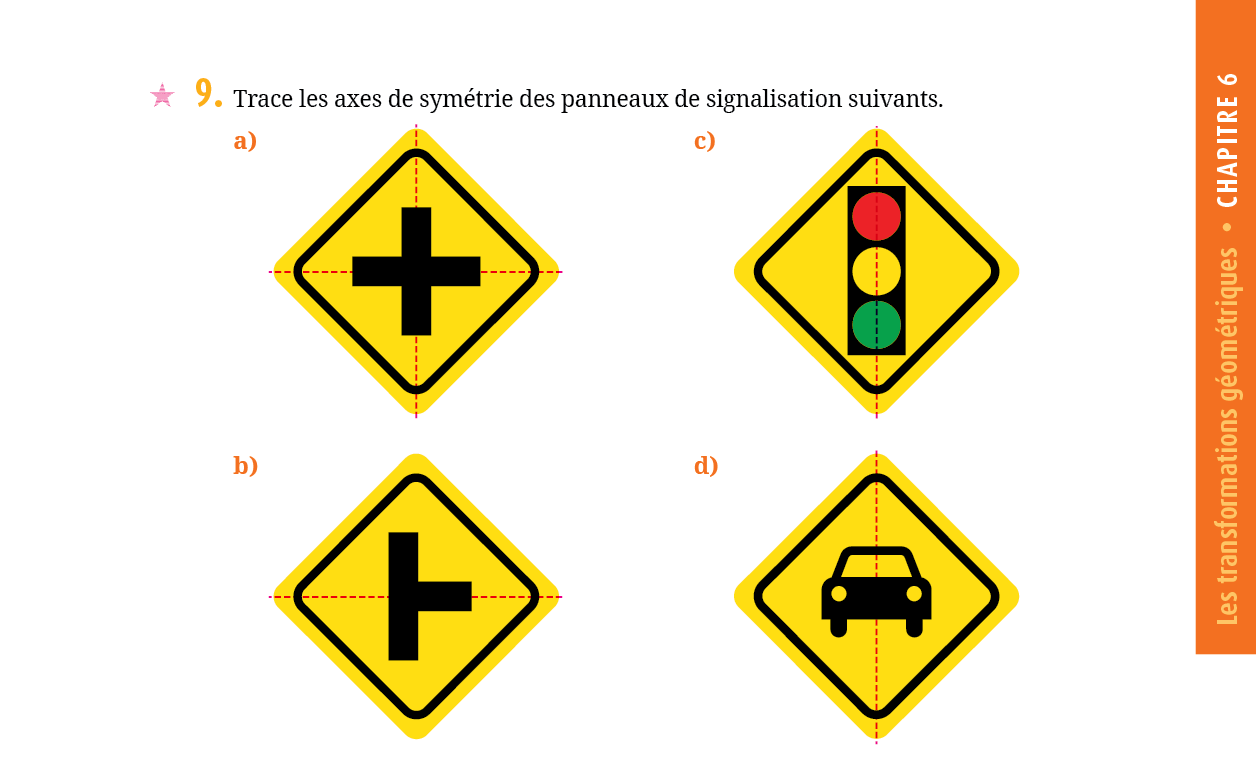 9. Trace les axes de symétrie des panneaux de signalisation suivants.
a)
c)
b)
d)
Les transformations géométriques • CHAPITRE 6